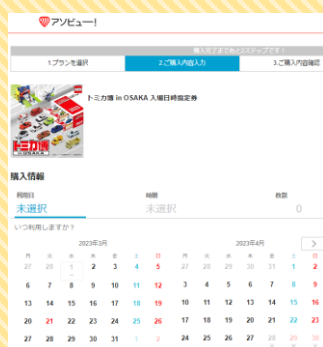 アソビュー!
購入完了まであと2ステップです!
1.プランを選択 2.ご購入内容入力 3.ご購入内容確認
トミカ博 in OSAKA 入場日時指定券
トミカ博
in OSAKA
購入情報
利用日 時間 枚数
未選択 未選択 0
いつ利用しますか?
2023年3月 2023年4月
月 火 水 木 金 土 日 月 火 水 木 金 土 日
27 28 1 2 3 4 5 27 28 29 30 31 1 2
6 7 8 9 10 11 12 3 4 5 6 7 8 9
13 14 15 16 17 18 19 10 11 12 13 14 15 16
20 21 22 23 24 25 26 17 18 19 20 21 22 23
27 28 29 30 31 1 2 24 25 26 27 28 29 30